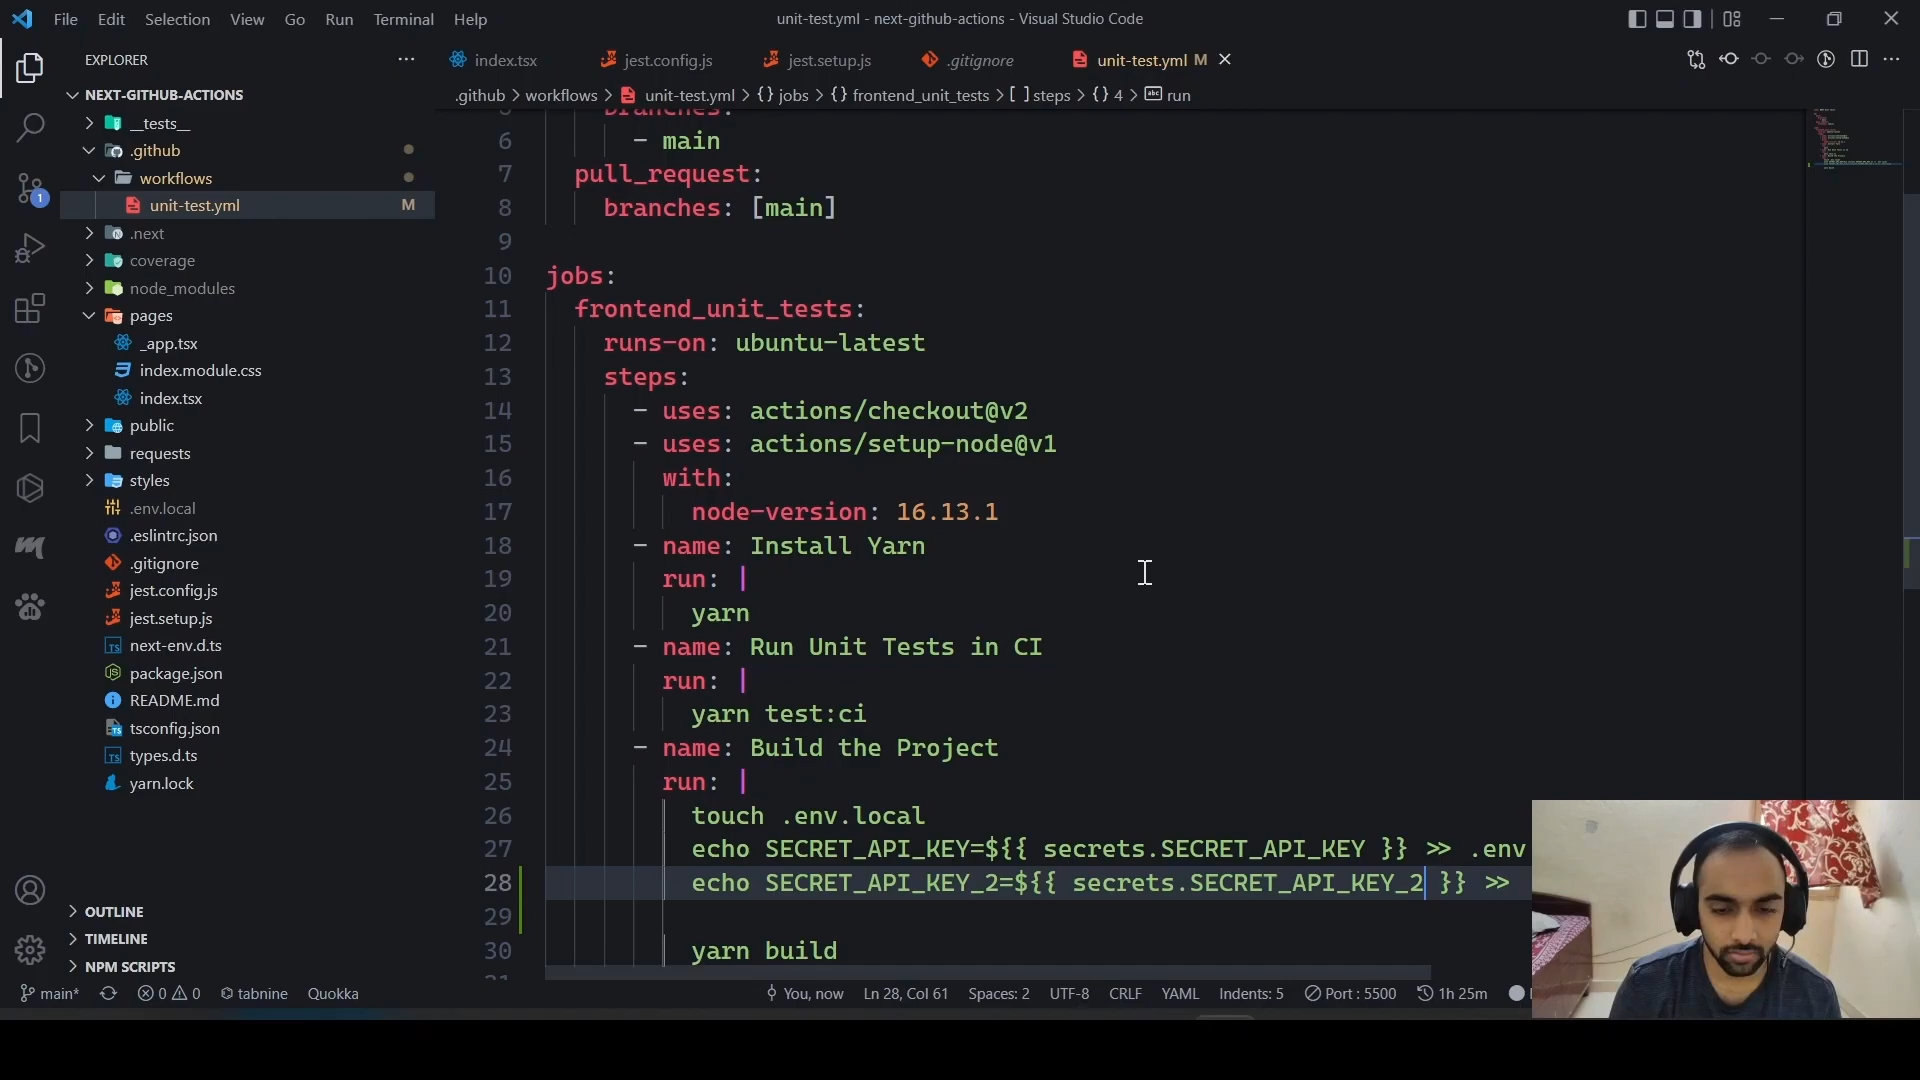 File Edit Selection View Go Run Terminal Help
unit-test.yml - next-github-actions - Visual Studio Code
EXPLORER
index.tsx
jest.config.js
jest.setup.js
.gitignore
unit-test.yml M
NEXT-GITHUB-ACTIONS
.github > workflows > unit-test.yml > {} jobs > {} frontend_unit_tests > [ ] steps > {} 4 > abc run
__tests__
.github
workflows
unit-test.yml M
.next
coverage
node_modules
pages
_app.tsx
index.module.css
index.tsx
public
requests
styles
.env.local
.eslintrc.json
.gitignore
jest.config.js
jest.setup.js
next-env.d.ts
package.json
README.md
tsconfig.json
types.d.ts
yarn.lock
OUTLINE
TIMELINE
NPM SCRIPTS
1
branches:
6 - main
7 pull_request:
8 branches: [main]
9
10 jobs:
11 frontend_unit_tests:
12 runs-on: ubuntu-latest
13 steps:
14 - uses: actions/checkout@v2
15 - uses: actions/setup-node@v1
16 with:
17 node-version: 16.13.1
18 - name: Install Yarn
19 run: |
20 yarn
21 - name: Run Unit Tests in CI
22 run: |
23 yarn test:ci
24 - name: Build the Project
25 run: |
26 touch .env.local
27 echo SECRET_API_KEY=${{ secrets.SECRET_API_KEY }} >> .env
28 echo SECRET_API_KEY_2=${{ secrets.SECRET_API_KEY_2 }} >>
29
30 yarn build
main* 0 0 tabnine Quokka You, now Ln 28, Col 61 Spaces: 2 UTF-8 CRLF YAML Indents: 5 Port : 5500 1h 25m